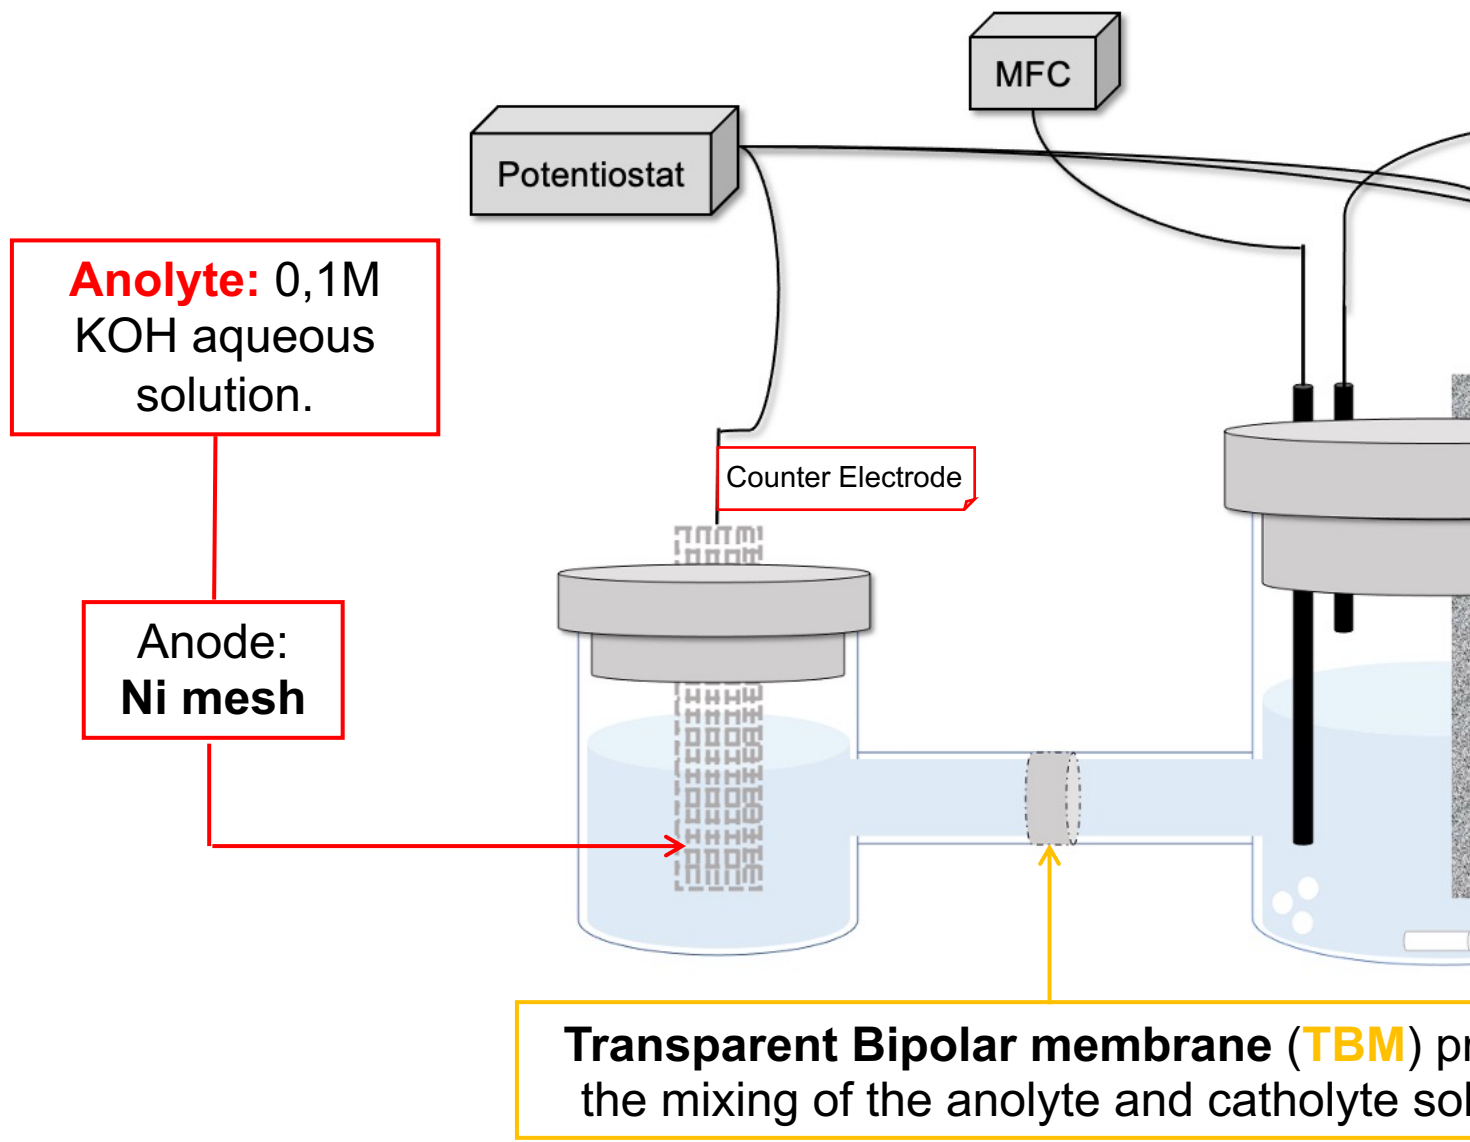 MFC
Potentiostat
Anolyte: 0,1M
KOH aqueous
solution.
Counter Electrode
Anode:
Ni mesh
Transparent Bipolar membrane (TBM)
the mixing of the anolyte and catholyte